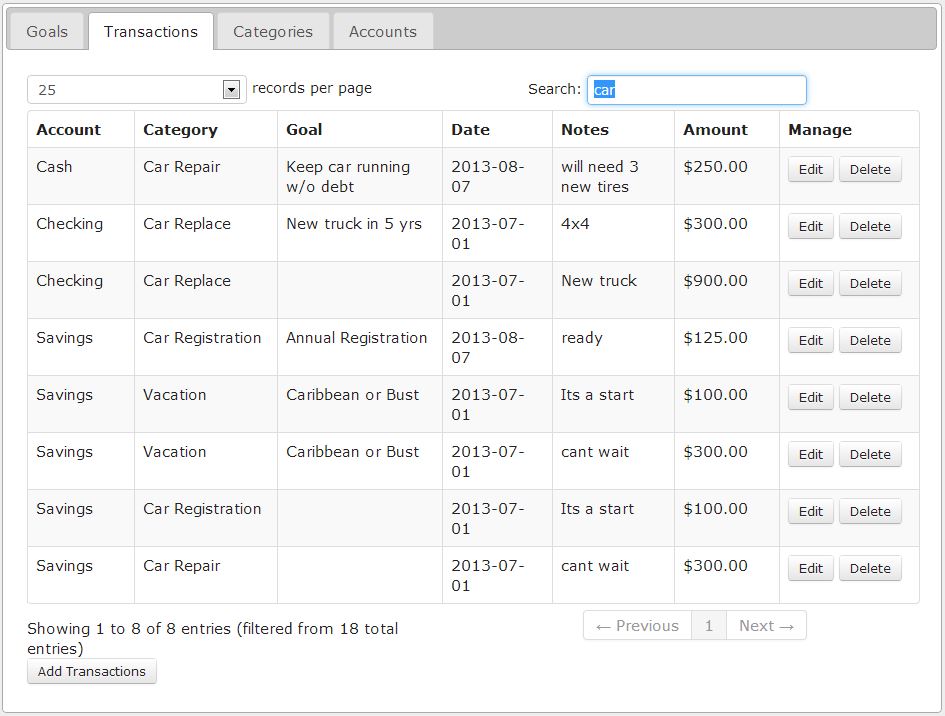 Goals Transactions Categories Accounts
25 records per page Search: car
Account Category Goal Date Notes Amount Manage
Cash Car Repair Keep car running 2013-08- will need 3 $250.00 Edit Delete
w/o debt 07 new tires
Checking Car Replace New truck in 5 yrs 2013-07- 4x4 $300.00 Edit Delete
01
Checking Car Replace 2013-07- New truck $900.00 Edit Delete
01
Savings Car Registration Annual Registration 2013-08- ready $125.00 Edit Delete
07
Savings Vacation Caribbean or Bust 2013-07- Its a start $100.00 Edit Delete
01
Savings Vacation Caribbean or Bust 2013-07- cant wait $300.00 Edit Delete
01
Savings Car Registration 2013-07- Its a start $100.00 Edit Delete
01
Savings Car Repair 2013-07- cant wait $300.00 Edit Delete
01
Showing 1 to 8 of 8 entries (filtered from 18 total ← Previous 1 Next →
entries)
Add Transactions